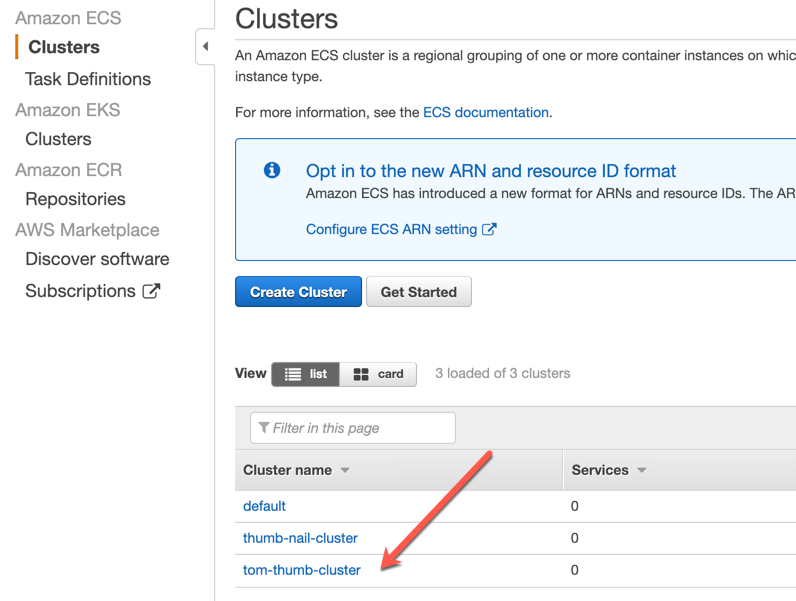 Amazon ECS
Clusters
Task Definitions
Amazon EKS
Clusters
Amazon ECR
Repositories
AWS Marketplace
Discover software
Subscriptions
Clusters
An Amazon ECS cluster is a regional grouping of one or more container instances on whic
instance type.
For more information, see the ECS documentation.
Opt in to the new ARN and resource ID format
Amazon ECS has introduced a new format for ARNs and resource IDs. The AR
Configure ECS ARN setting
Create Cluster Get Started
View list card 3 loaded of 3 clusters
Filter in this page
Cluster name Services
default 0
thumb-nail-cluster 0
tom-thumb-cluster 0